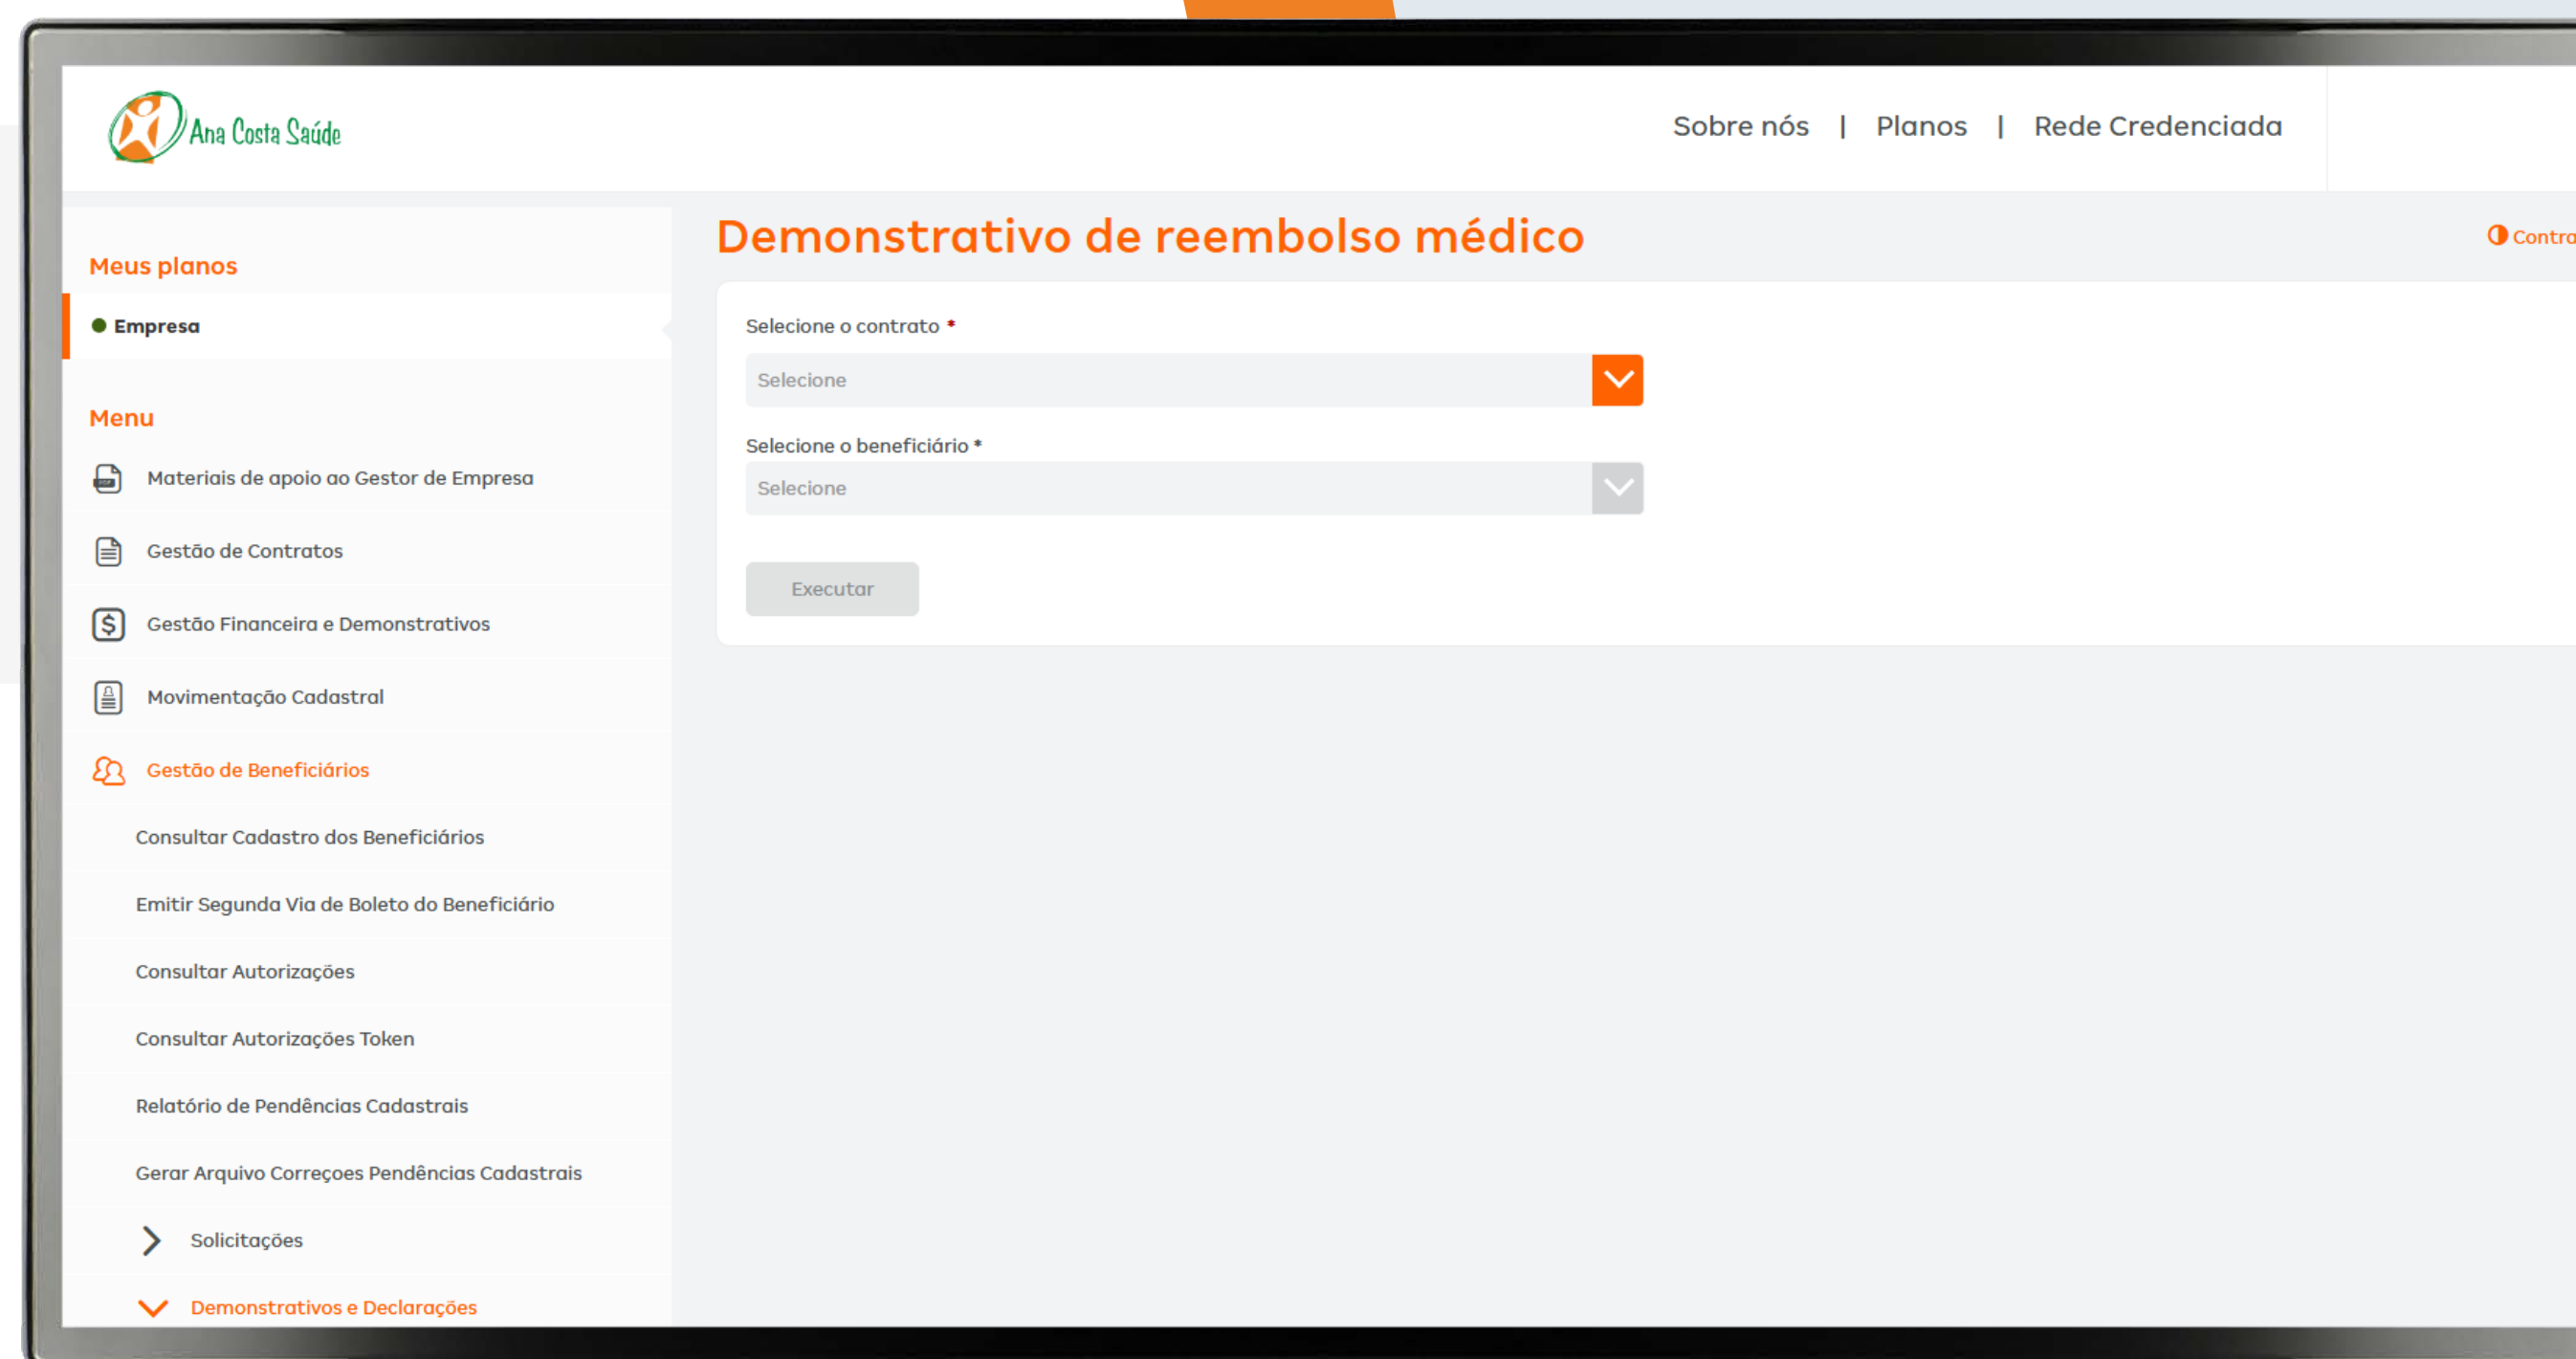 Ana Costa Saúde
Sobre nós | Planos | Rede Credenciada
Demonstrativo de reembolso médico
Meus planos
Empresa
Selecione o contrato *
Selecione
Selecione o beneficiário *
Selecione
Executar
Menu
Materiais de apoio ao Gestor de Empresa
Gestão de Contratos
Gestão Financeira e Demonstrativos
Movimentação Cadastral
Gestão de Beneficiários
Consultar Cadastro dos Beneficiários
Emitir Segunda Via de Boleto do Beneficiário
Consultar Autorizações
Consultar Autorizações Token
Relatório de Pendências Cadastrais
Gerar Arquivo Correçoes Pendências Cadastrais
Solicitações
Demonstrativos e Declarações